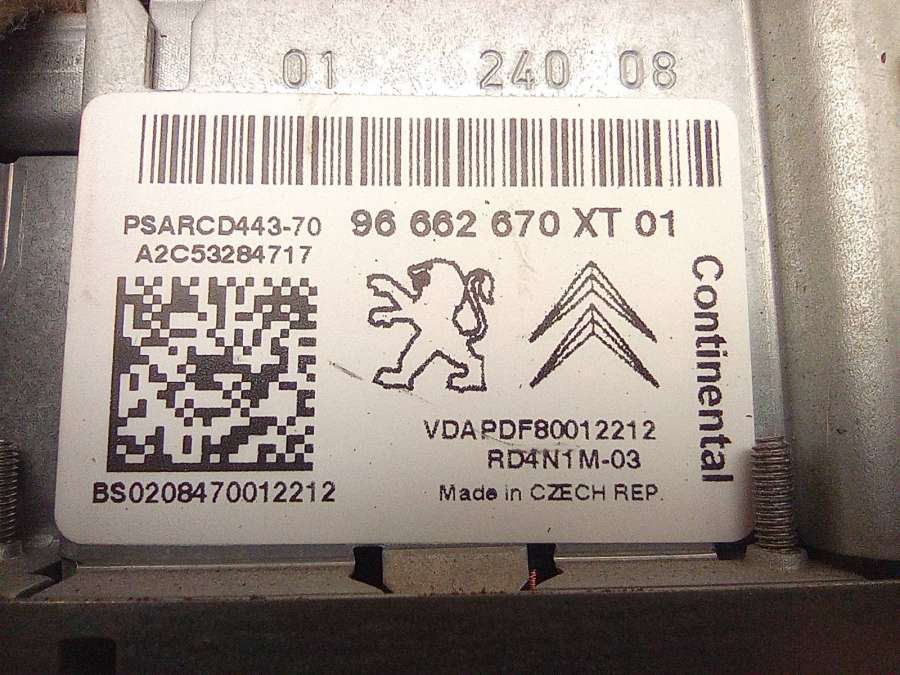 01 240 08
PSARCD443-70 96 662 670 XT 01
A2C53284717
Continental
VDAPDF80012212
RD4N1M-03
BS0208470012212
Made in CZECH REP.